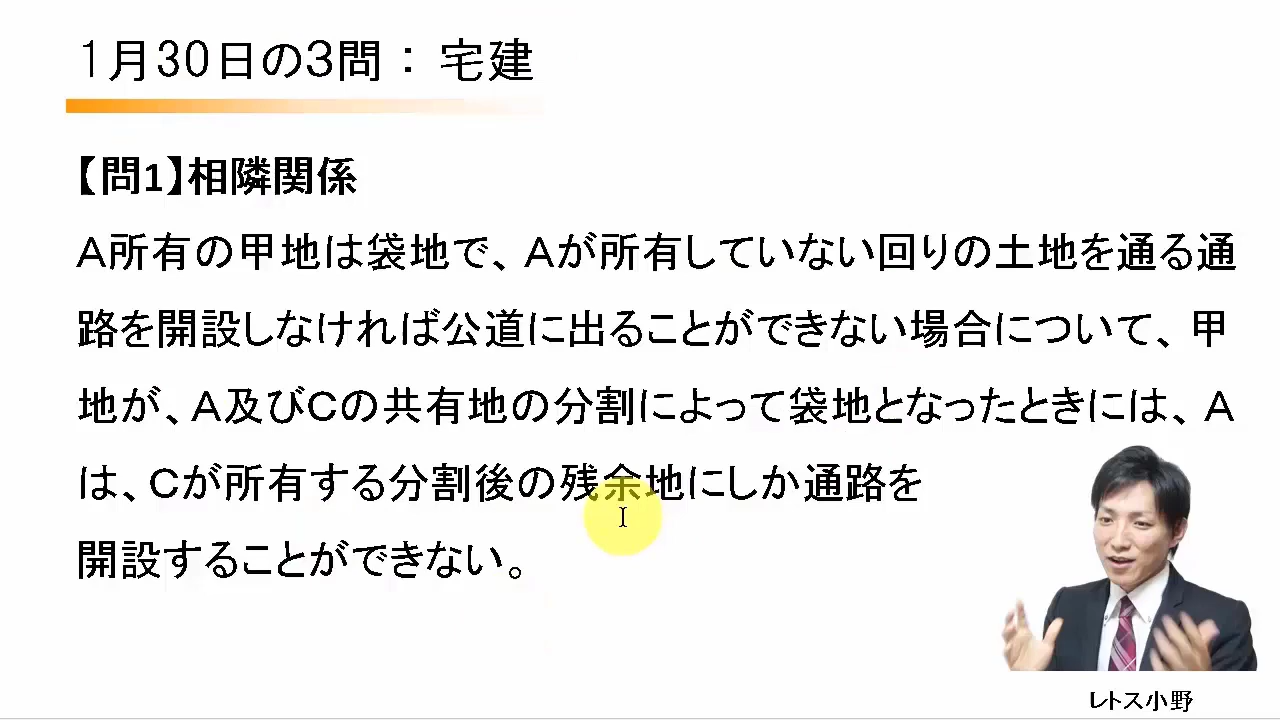 1月30日の3問：宅建
【問1】相隣関係
Ａ所有の甲地は袋地で、Ａが所有していない回りの土地を通る通
路を開設しなければ公道に出ることができない場合について、甲
地が、Ａ及びＣの共有地の分割によって袋地となったときには、Ａ
は、Ｃが所有する分割後の残余地にしか通路を
開設することができない。
レトス小野